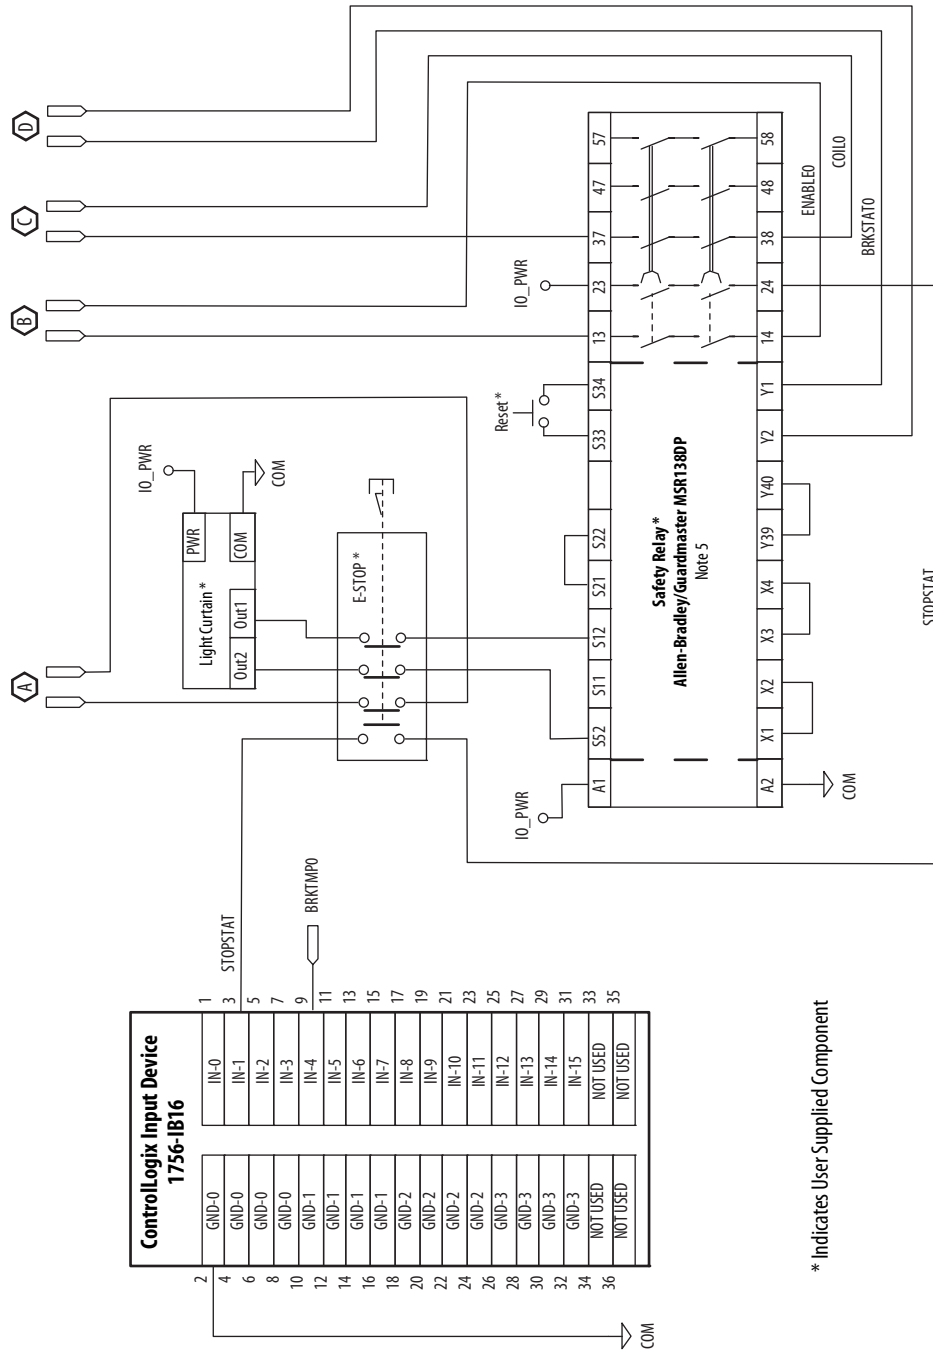 D
C
B
A
IO_PWR
COM
PWR
COM
Light Curtain *
Out2
Out1
E-STOP *
Reset *
IO_PWR
IO_PWR
A1
S52
S11
S12
S21
S22
S33
S34
13
23
37
47
57
Safety Relay *
Allen-Bradley/Guardmaster MSR138DP
Note 5
A2
X1
X2
X3
X4
Y39
Y40
Y2
Y1
14
24
38
48
58
COM
ENABLE0
COIL0
BRKSTAT0
STOPSTAT
STOPSTAT
BRKTMP0
ControlLogix Input Device
1756-IB16
2 GND-0 IN-0 1
4 GND-0 IN-1 3
6 GND-0 IN-2 5
8 GND-0 IN-3 7
10 GND-1 IN-4 9
12 GND-1 IN-5 11
14 GND-1 IN-6 13
16 GND-1 IN-7 15
18 GND-2 IN-8 17
20 GND-2 IN-9 19
22 GND-2 IN-10 21
24 GND-2 IN-11 23
26 GND-3 IN-12 25
28 GND-3 IN-13 27
30 GND-3 IN-14 29
32 GND-3 IN-15 31
34 NOT USED NOT USED 33
36 NOT USED NOT USED 35
COM
* Indicates User Supplied Component